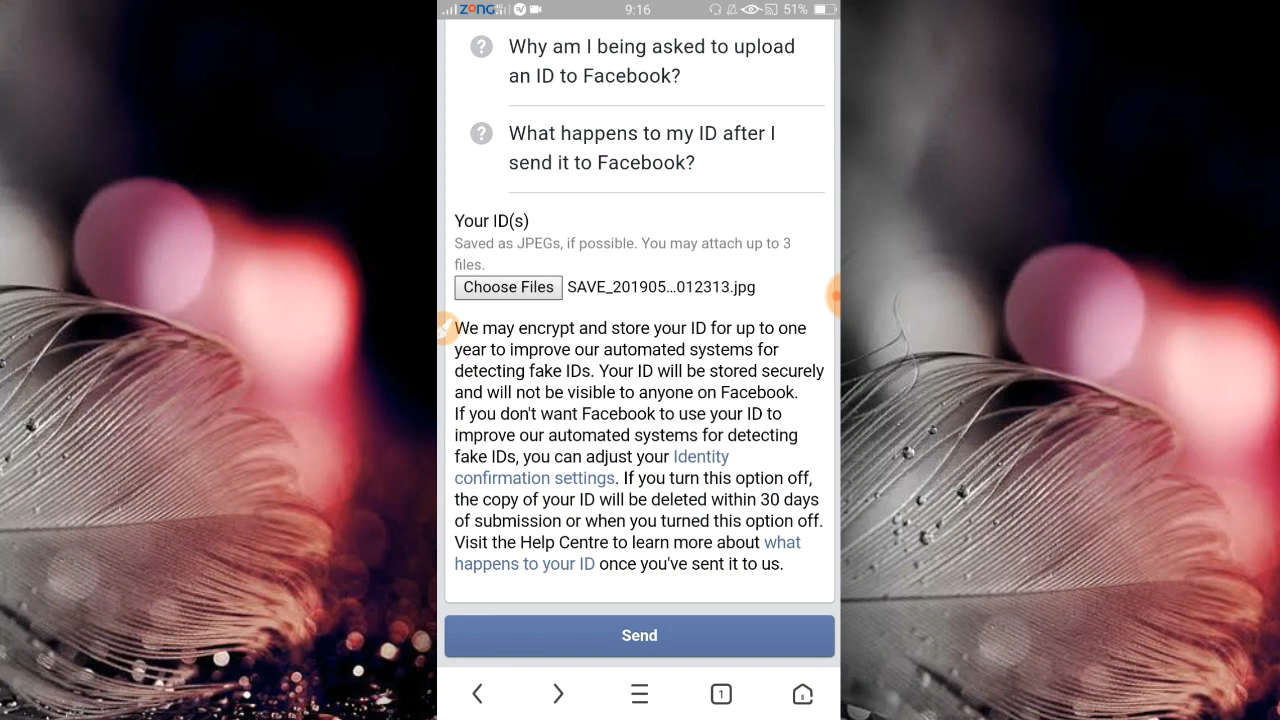 ZONG 4G 9:16 51%
? Why am I being asked to upload
an ID to Facebook?
? What happens to my ID after I
send it to Facebook?
Your ID(s)
Saved as JPEGs, if possible. You may attach up to 3
files.
Choose Files SAVE_201905...012313.jpg
We may encrypt and store your ID for up to one
year to improve our automated systems for
detecting fake IDs. Your ID will be stored securely
and will not be visible to anyone on Facebook.
If you don't want Facebook to use your ID to
improve our automated systems for detecting
fake IDs, you can adjust your Identity
confirmation settings. If you turn this option off,
the copy of your ID will be deleted within 30 days
of submission or when you turned this option off.
Visit the Help Centre to learn more about what
happens to your ID once you've sent it to us.
Send
1